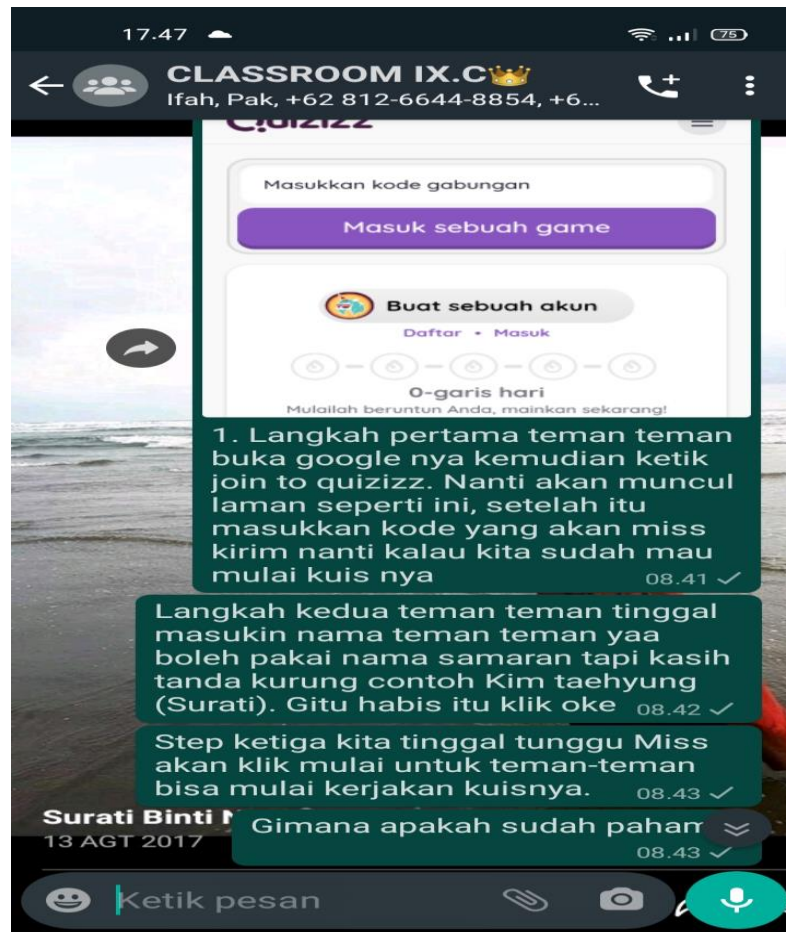 17.47
75
CLASSROOM IX.C👑
Ifah, Pak, +62 812-6644-8854, +6...
Quizizz
Masukkan kode gabungan
Masuk sebuah game
Buat sebuah akun
Daftar • Masuk
0-garis hari
Mulailah beruntun Anda, mainkan sekarang!
1. Langkah pertama teman teman
buka google nya kemudian ketik
join to quizizz. Nanti akan muncul
laman seperti ini, setelah itu
masukkan kode yang akan miss
kirim nanti kalau kita sudah mau
mulai kuis nya 08.41
Langkah kedua teman teman tinggal
masukin nama teman teman yaa
boleh pakai nama samaran tapi kasih
tanda kurung contoh Kim taehyung
(Surati). Gitu habis itu klik oke 08.42
Step ketiga kita tinggal tunggu Miss
akan klik mulai untuk teman-teman
bisa mulai kerjakan kuisnya. 08.43
Surati Binti
13 AGT 2017
Gimana apakah sudah paham
08.43
Ketik pesan